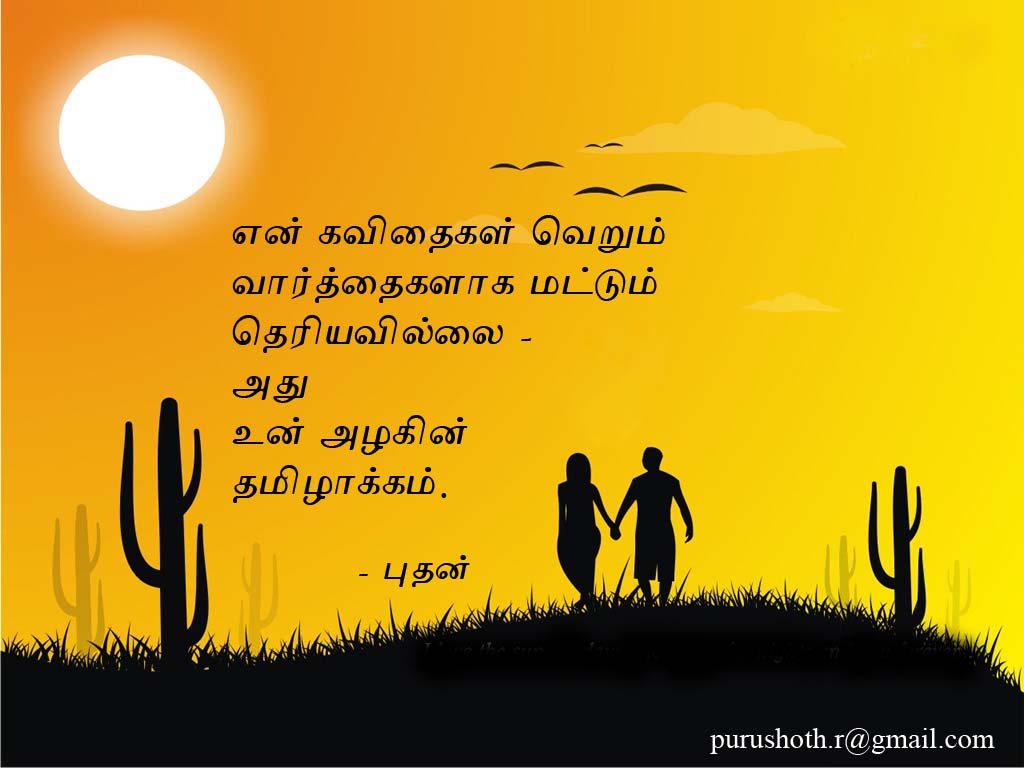 என் கவிதைகள் வெறும்
வார்த்தைகளாக மட்டும்
தெரியவில்லை -
அது
உன் அழகின்
தமிழாக்கம்.
- புதன்
purushoth.r@gmail.com